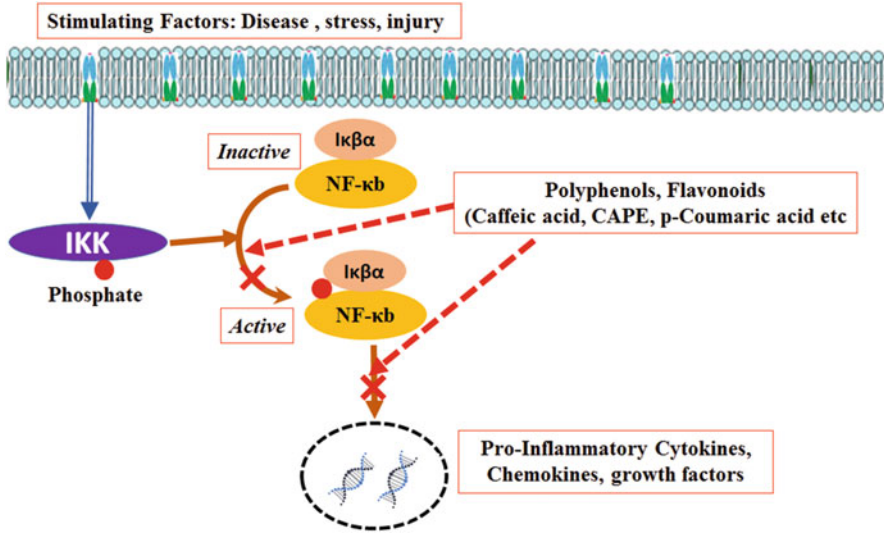 Stimulating Factors: Disease , stress, injury
Inactive
Iκβα
NF-κb
Polyphenols, Flavonoids
(Caffeic acid, CAPE, p-Coumaric acid etc
IKK
Phosphate
Iκβα
NF-κb
Active
Pro-Inflammatory Cytokines,
Chemokines, growth factors